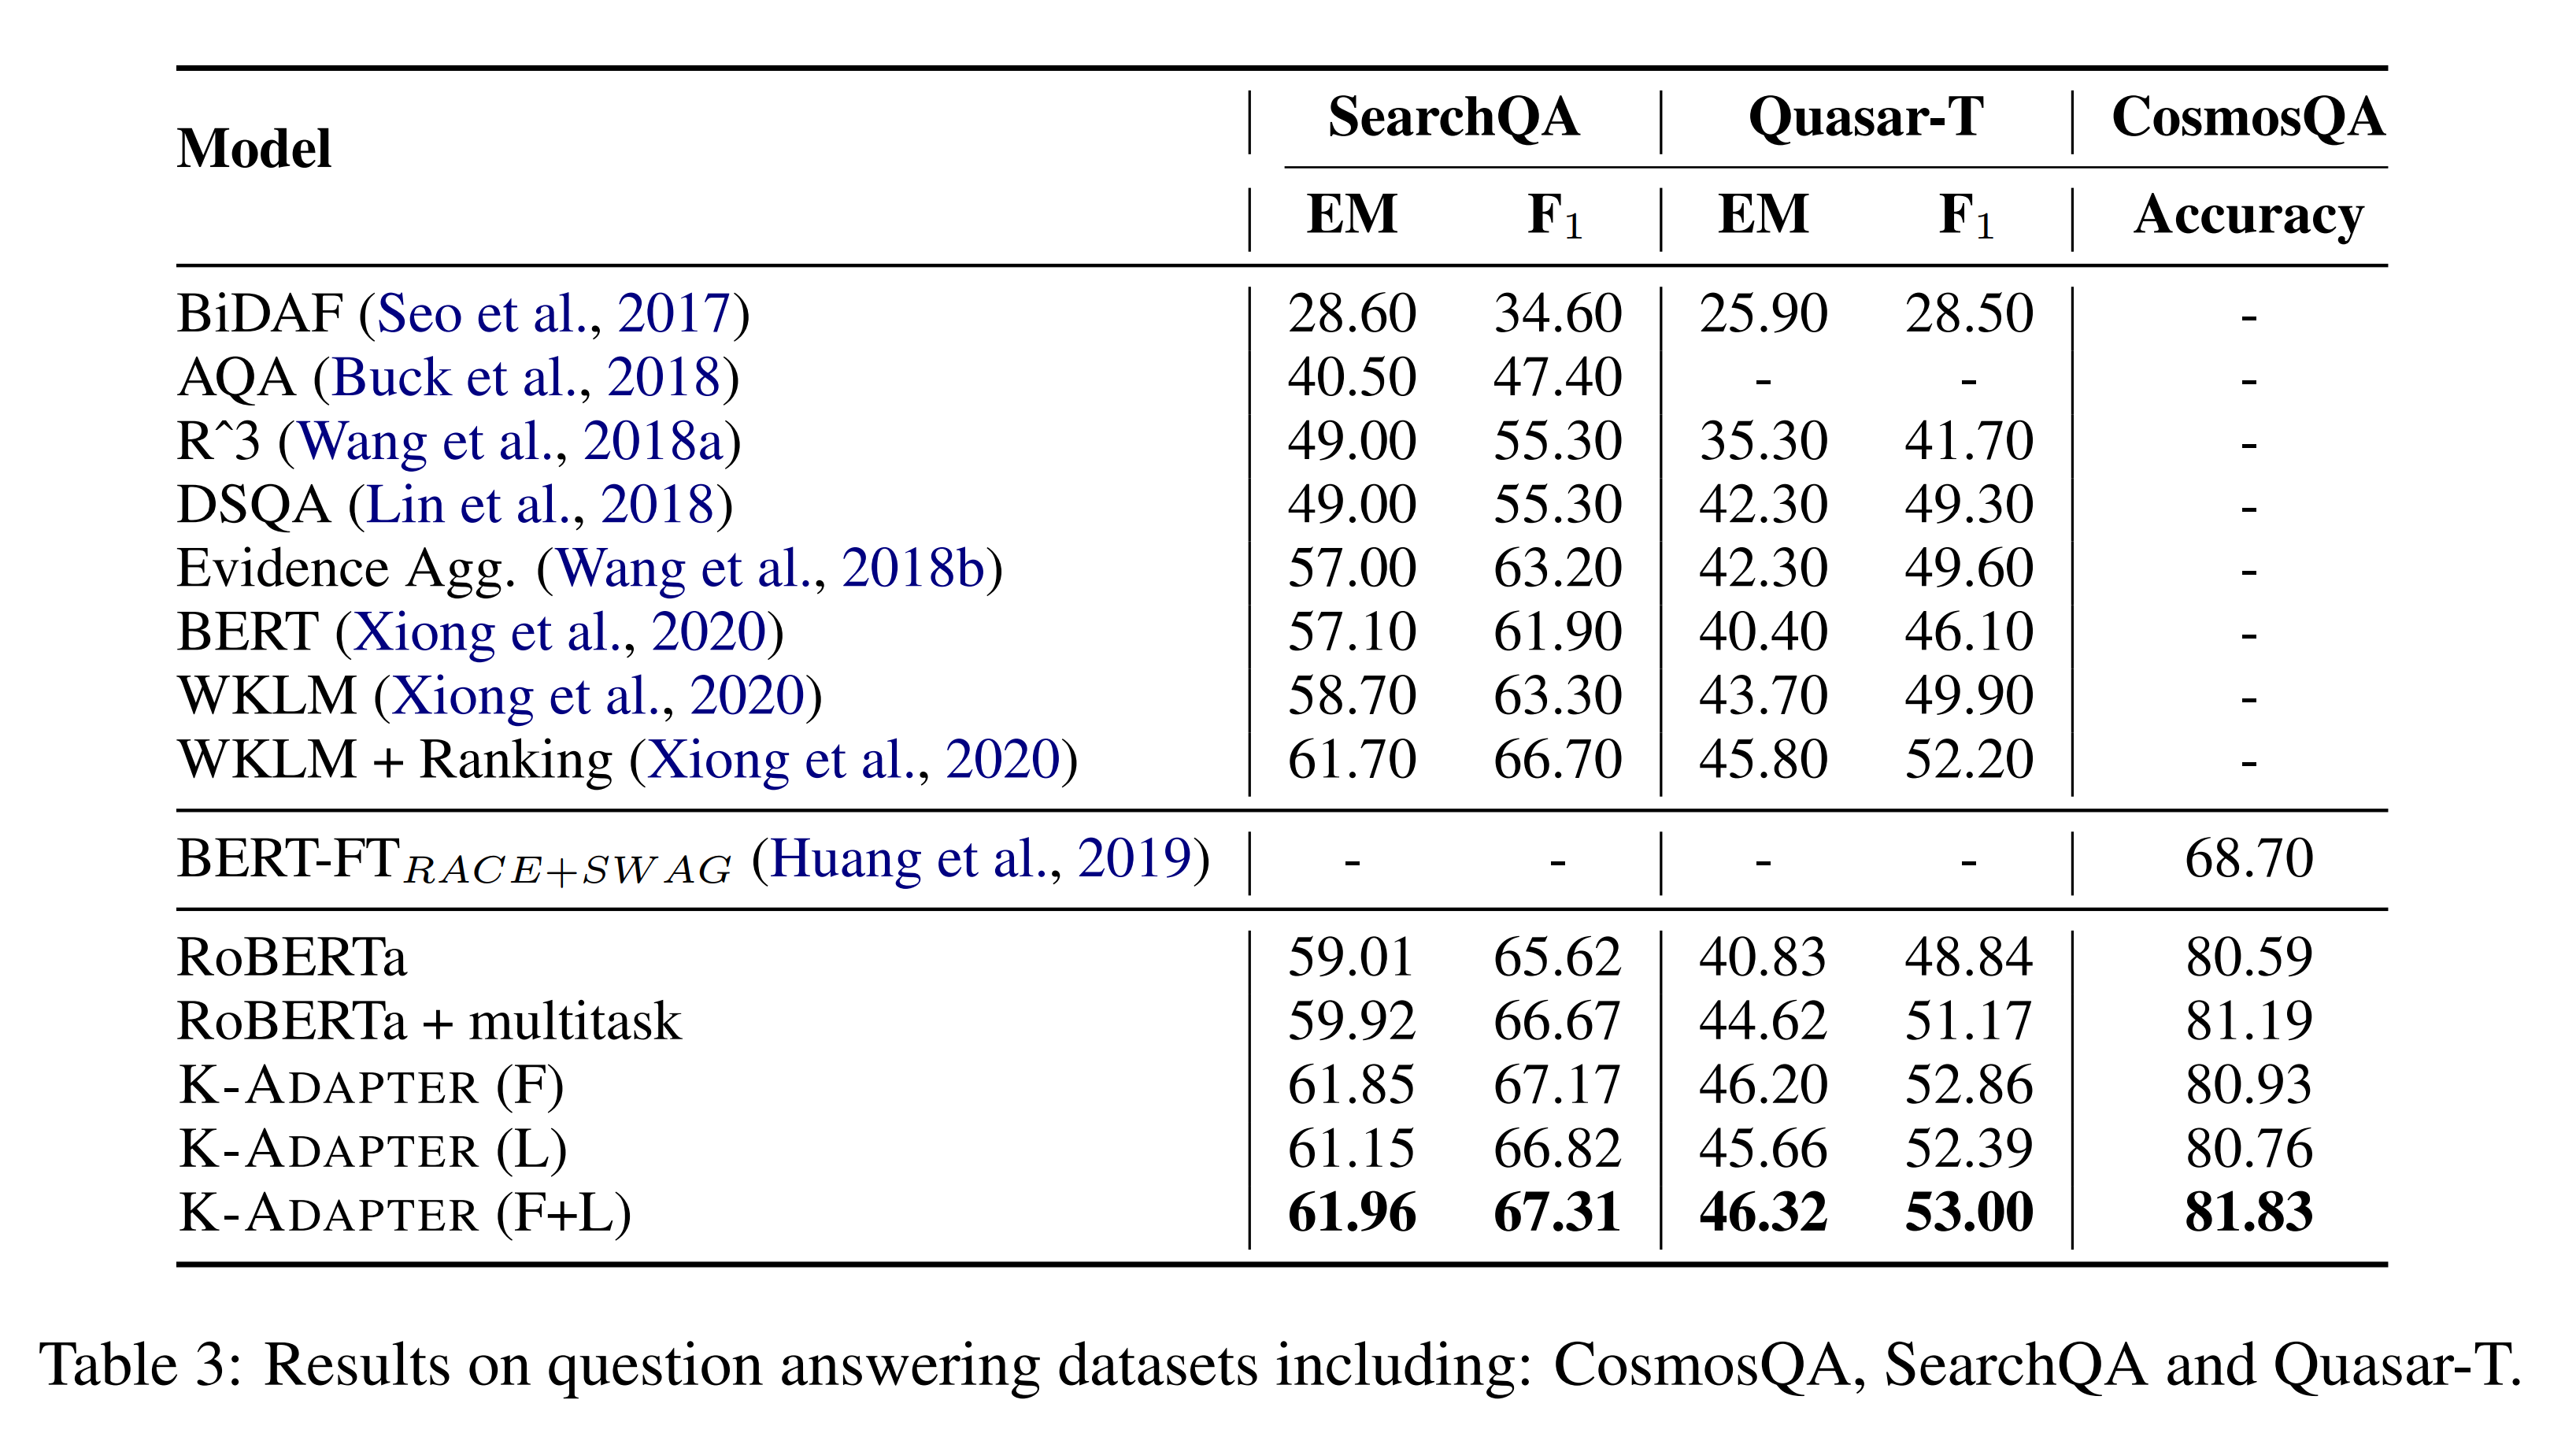 Model SearchQA Quasar-T CosmosQA
EM F1 EM F1 Accuracy
BiDAF (Seo et al., 2017) 28.60 34.60 25.90 28.50 -
AQA (Buck et al., 2018) 40.50 47.40 - - -
Rˆ3 (Wang et al., 2018a) 49.00 55.30 35.30 41.70 -
DSQA (Lin et al., 2018) 49.00 55.30 42.30 49.30 -
Evidence Agg. (Wang et al., 2018b) 57.00 63.20 42.30 49.60 -
BERT (Xiong et al., 2020) 57.10 61.90 40.40 46.10 -
WKLM (Xiong et al., 2020) 58.70 63.30 43.70 49.90 -
WKLM + Ranking (Xiong et al., 2020) 61.70 66.70 45.80 52.20 -
BERT-FTRACE+SWAG (Huang et al., 2019) - - - - 68.70
RoBERTa 59.01 65.62 40.83 48.84 80.59
RoBERTa + multitask 59.92 66.67 44.62 51.17 81.19
K-ADAPTER (F) 61.85 67.17 46.20 52.86 80.93
K-ADAPTER (L) 61.15 66.82 45.66 52.39 80.76
K-ADAPTER (F+L) 61.96 67.31 46.32 53.00 81.83
Table 3: Results on question answering datasets including: CosmosQA, SearchQA and Quasar-T.